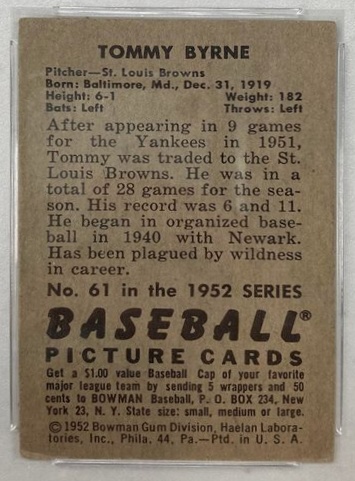 TOMMY BYRNE
Pitcher—St. Louis Browns
Born: Baltimore, Md., Dec. 31, 1919
Height: 6-1 Weight: 182
Bats: Left Throws: Left
After appearing in 9 games
for the Yankees in 1951,
Tommy was traded to the St.
Louis Browns. He was in a
total of 28 games for the sea-
son. His record was 6 and 11.
He began in organized base-
ball in 1940 with Newark.
Has been plagued by wildness
in career.
No. 61 in the 1952 SERIES
BASEBALL®
PICTURE CARDS
Get a $1.00 value Baseball Cap of your favorite
major league team by sending 5 wrappers and 50
cents to BOWMAN Baseball, P. O. BOX 234, New
York 23, N. Y. State size: small, medium or large.
©1952 Bowman Gum Division, Haelan Labora-
tories, Inc., Phila. 44, Pa.—Ptd. in U. S. A.